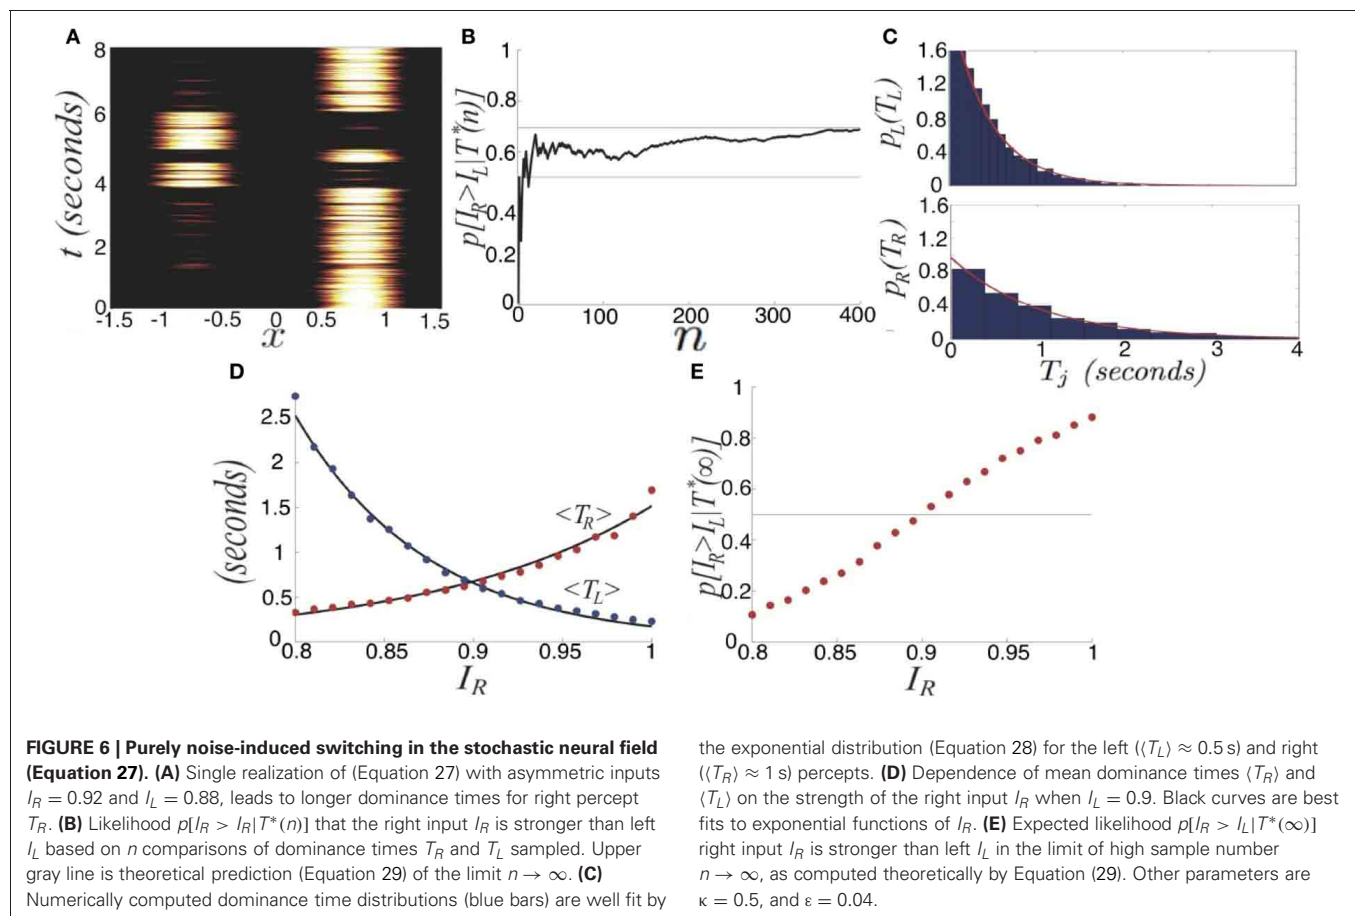 A
B
C
8
6
4
2
0
t (seconds)
-1.5 -1 -0.5 0 0.5 1 1.5
x
1
0.8
0.6
0.4
0.2
0
p[I_R>I_L|T*(n)]
0 100 200 300 400
n
1.6
1.2
0.8
0.4
0
p_L(T_L)
1.6
1.2
0.8
0.4
0
p_R(T_R)
0 1 2 3 4
T_j (seconds)
D
E
2.5
2
1.5
1
0.5
0
(seconds)
<T_R>
<T_L>
0.8 0.85 0.9 0.95 1
I_R
1
0.8
0.6
0.4
0.2
0
p[I_R>I_L|T*(∞)]
0.8 0.85 0.9 0.95 1
I_R
FIGURE 6 | Purely noise-induced switching in the stochastic neural field
(Equation 27). (A) Single realization of (Equation 27) with asymmetric inputs
I_R = 0.92 and I_L = 0.88, leads to longer dominance times for right percept
T_R. (B) Likelihood p[I_R > I_R|T*(n)] that the right input I_R is stronger than left
I_L based on n comparisons of dominance times T_R and T_L sampled. Upper
gray line is theoretical prediction (Equation 29) of the limit n → ∞. (C)
Numerically computed dominance time distributions (blue bars) are well fit by
the exponential distribution (Equation 28) for the left (⟨T_L⟩ ≈ 0.5 s) and right
(⟨T_R⟩ ≈ 1 s) percepts. (D) Dependence of mean dominance times ⟨T_R⟩ and
⟨T_L⟩ on the strength of the right input I_R when I_L = 0.9. Black curves are best
fits to exponential functions of I_R. (E) Expected likelihood p[I_R > I_L|T*(∞)]
right input I_R is stronger than left I_L in the limit of high sample number
n → ∞, as computed theoretically by Equation (29). Other parameters are
κ = 0.5, and ε = 0.04.